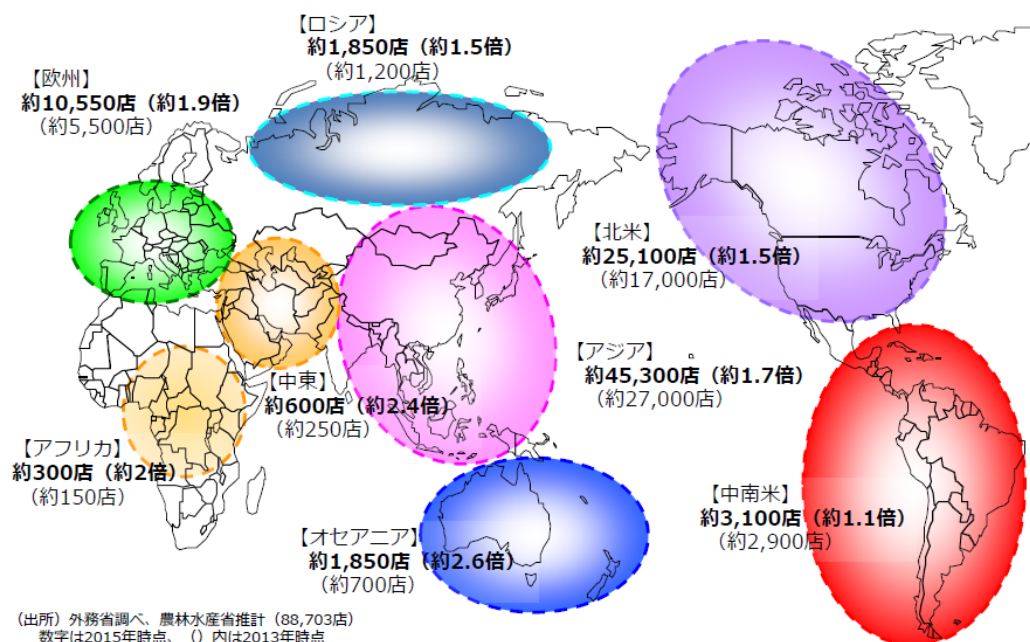 【ロシア】
約1,850店（約1.5倍）
（約1,200店）
【欧州】
約10,550店（約1.9倍）
（約5,500店）
【北米】
約25,100店（約1.5倍）
（約17,000店）
【アジア】
約45,300店（約1.7倍）
（約27,000店）
【中東】
約600店（約2.4倍）
（約250店）
【アフリカ】
約300店（約2倍）
（約150店）
【中南米】
約3,100店（約1.1倍）
（約2,900店）
【オセアニア】
約1,850店（約2.6倍）
（約700店）
（出所）外務省調べ、農林水産省推計（88,703店）
数字は2015年時点、（）内は2013年時点